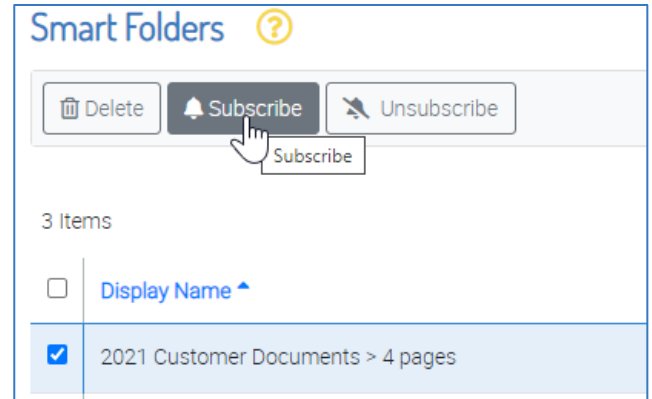 Smart Folders ?
Delete Subscribe Unsubscribe
Subscribe
3 Items
Display Name
2021 Customer Documents > 4 pages